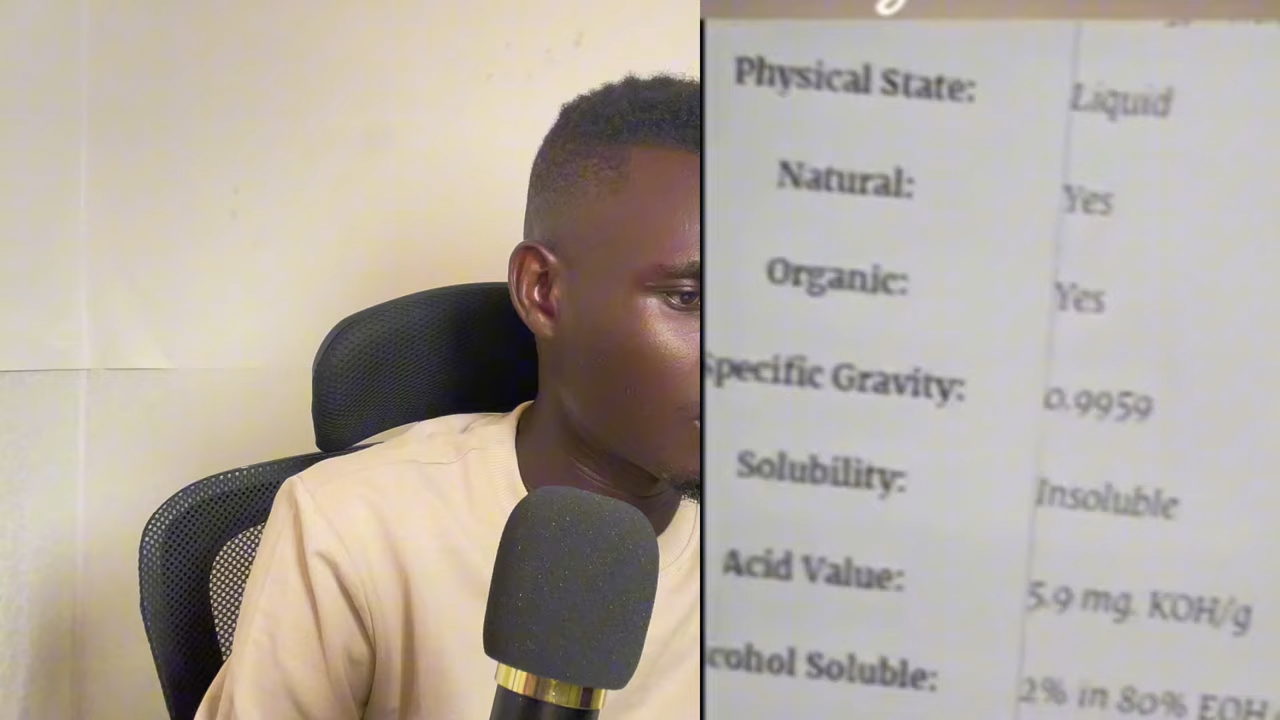 Physical State: Liquid
Natural: Yes
Organic: Yes
Specific Gravity: 0.9959
Solubility: Insoluble
Acid Value: 5.9 mg. KOH/g
cohol Soluble: 2% in 80% EOH